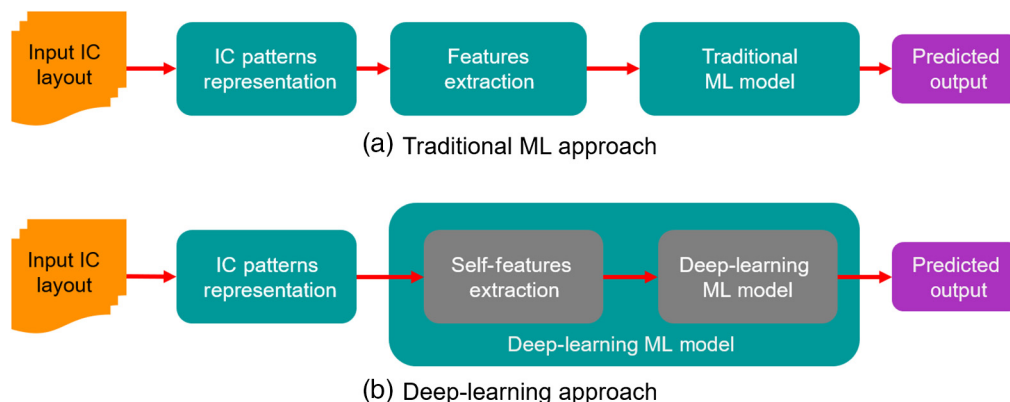 Input IC
layout
IC patterns
representation
Features
extraction
Traditional
ML model
Predicted
output
(a) Traditional ML approach
Input IC
layout
IC patterns
representation
Self-features
extraction
Deep-learning
ML model
Deep-learning ML model
Predicted
output
(b) Deep-learning approach